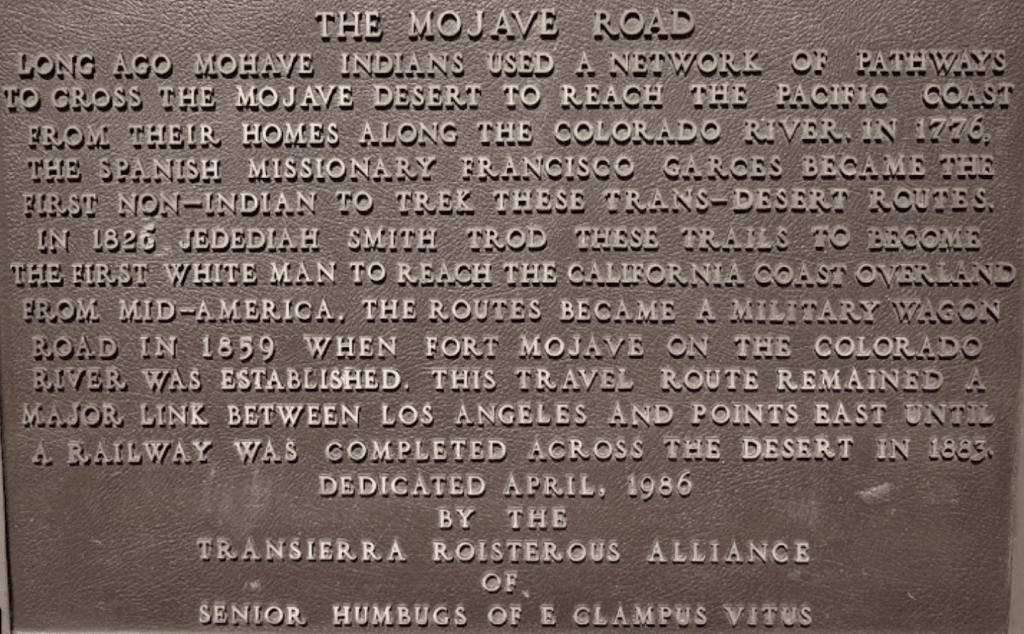 THE MOJAVE ROAD
LONG AGO MOHAVE INDIANS USED A NETWORK OF PATHWAYS
TO CROSS THE MOJAVE DESERT TO REACH THE PACIFIC COAST
FROM THEIR HOMES ALONG THE COLORADO RIVER. IN 1776,
THE SPANISH MISSIONARY FRANCISCO GARCES BECAME THE
FIRST NON-INDIAN TO TREK THESE TRANS-DESERT ROUTES.
IN 1826 JEDEDIAH SMITH TROD THESE TRAILS TO BECOME
THE FIRST WHITE MAN TO REACH THE CALIFORNIA COAST OVERLAND
FROM MID-AMERICA. THE ROUTES BECAME A MILITARY WAGON
ROAD IN 1859 WHEN FORT MOJAVE ON THE COLORADO
RIVER WAS ESTABLISHED. THIS TRAVEL ROUTE REMAINED A
MAJOR LINK BETWEEN LOS ANGELES AND POINTS EAST UNTIL
A RAILWAY WAS COMPLETED ACROSS THE DESERT IN 1883.
DEDICATED APRIL, 1986
BY THE
TRANSIERRA ROISTEROUS ALLIANCE
OF
SENIOR HUMBUGS OF E CLAMPUS VITUS